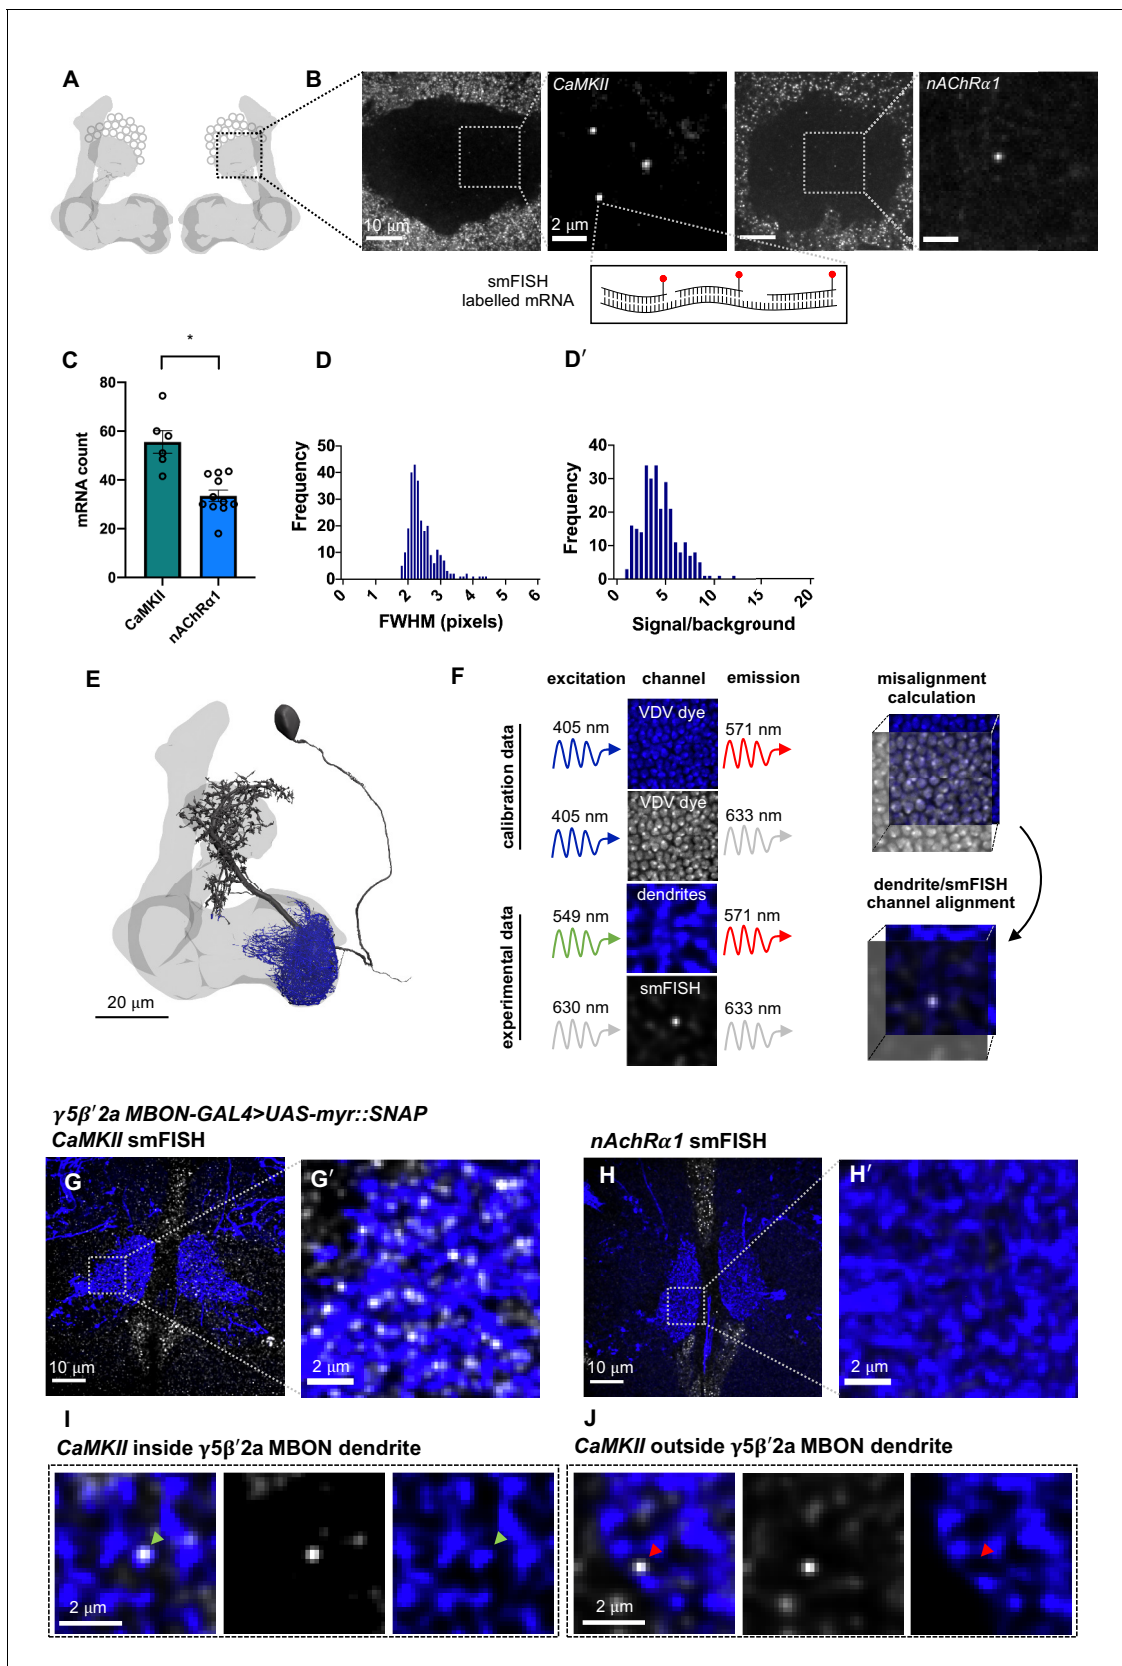 A
B
CaMKII
nAChRα1
10 μm
2 μm
smFISH
labelled mRNA
C
*
mRNA count
80
60
40
20
0
CaMKII
nAChRα1
D
Frequency
50
40
30
20
10
0
0 1 2 3 4 5 6
FWHM (pixels)
D′
Frequency
40
30
20
10
0
0 5 10 15 20
Signal/background
E
20 μm
F
excitation channel emission
calibration data
405 nm VDV dye 571 nm
405 nm VDV dye 633 nm
experimental data
549 nm dendrites 571 nm
630 nm smFISH 633 nm
misalignment
calculation
dendrite/smFISH
channel alignment
γ5β′2a MBON-GAL4>UAS-myr::SNAP
CaMKII smFISH
nAchRα1 smFISH
G
10 μm
G′
2 μm
H
10 μm
H′
2 μm
I
CaMKII inside γ5β′2a MBON dendrite
2 μm
J
CaMKII outside γ5β′2a MBON dendrite
2 μm